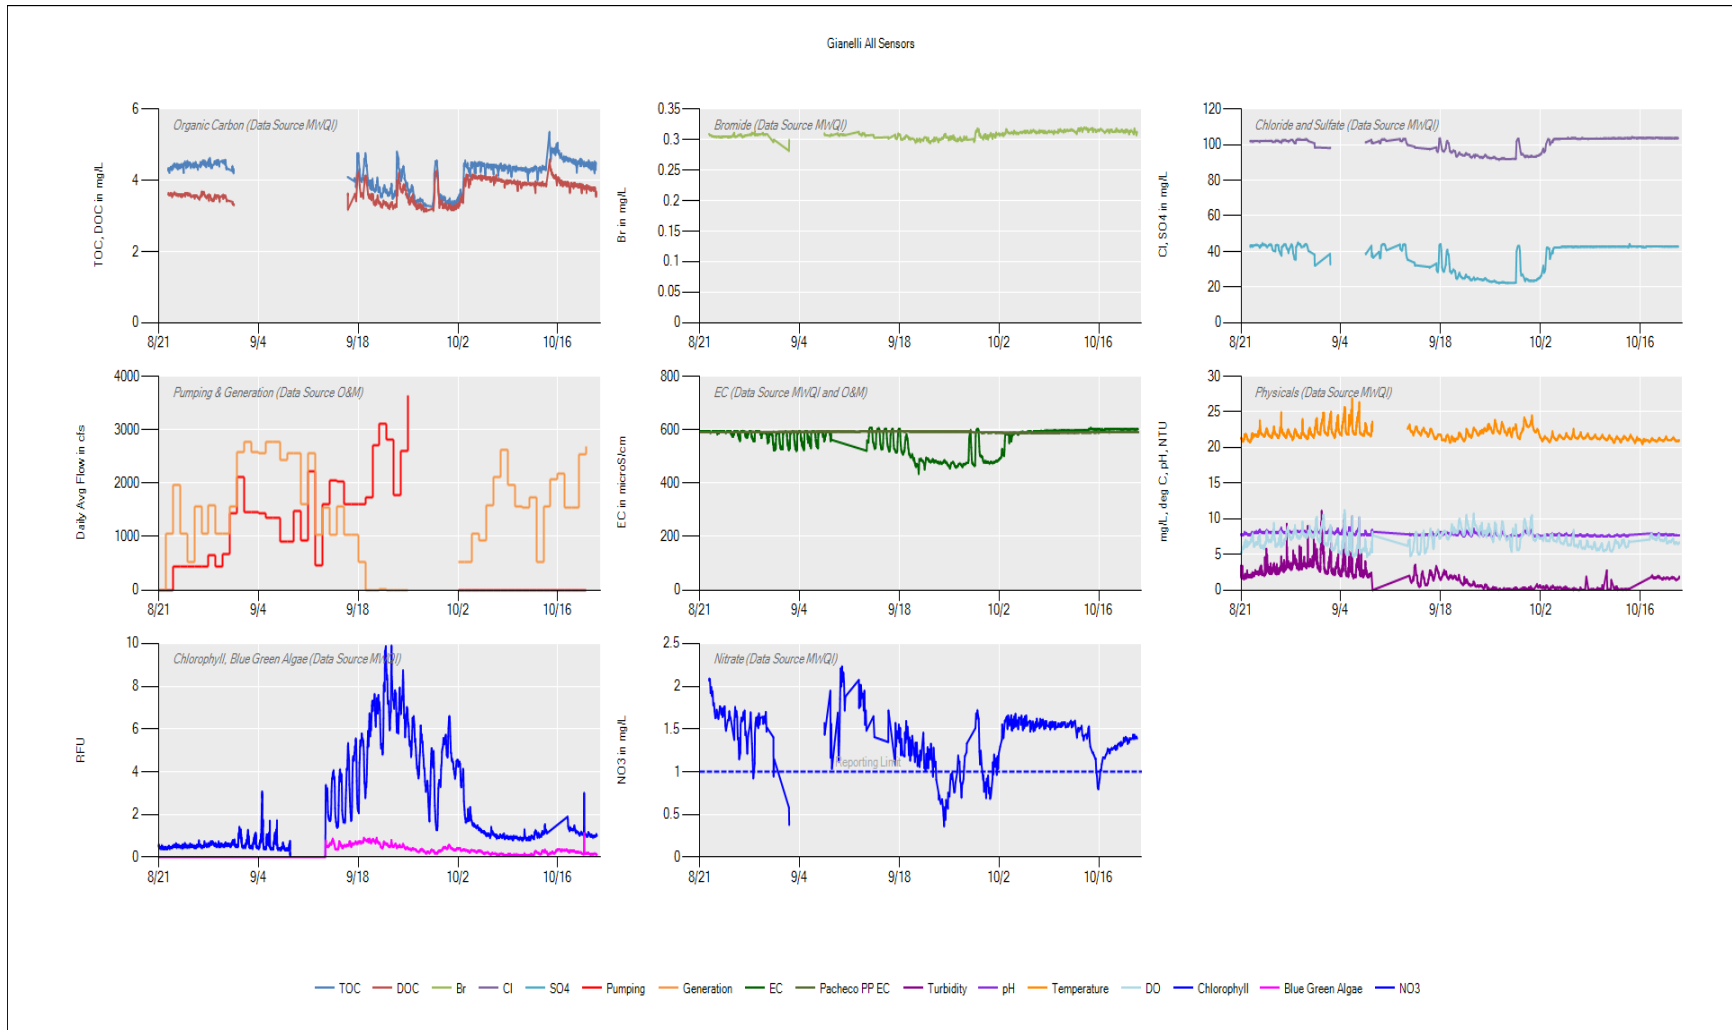 Gianelli All Sensors
Organic Carbon (Data Source MWQI)
TOC, DOC in mg/L
6
4
2
0
8/21 9/4 9/18 10/2 10/16
Bromide (Data Source MWQI)
Br in mg/L
0.35
0.3
0.25
0.2
0.15
0.1
0.05
0
8/21 9/4 9/18 10/2 10/16
Chloride and Sulfate (Data Source MWQI)
Cl, SO4 in mg/L
120
100
80
60
40
20
0
8/21 9/4 9/18 10/2 10/16
Pumping & Generation (Data Source O&M)
Daily Avg Flow in cfs
4000
3000
2000
1000
0
8/21 9/4 9/18 10/2 10/16
EC (Data Source MWQI and O&M)
EC in microS/cm
800
600
400
200
0
8/21 9/4 9/18 10/2 10/16
Physicals (Data Source MWQI)
mg/L, deg C, pH, NTU
30
25
20
15
10
5
0
8/21 9/4 9/18 10/2 10/16
Chlorophyll, Blue Green Algae (Data Source MWQI)
RFU
10
8
6
4
2
0
8/21 9/4 9/18 10/2 10/16
Nitrate (Data Source MWQI)
NO3 in mg/L
2.5
2
1.5
1
0.5
0
Reporting Limit
8/21 9/4 9/18 10/2 10/16
TOC DOC Br Cl SO4 Pumping Generation EC Pacheco PP EC Turbidity pH Temperature DO Chlorophyll Blue Green Algae NO3